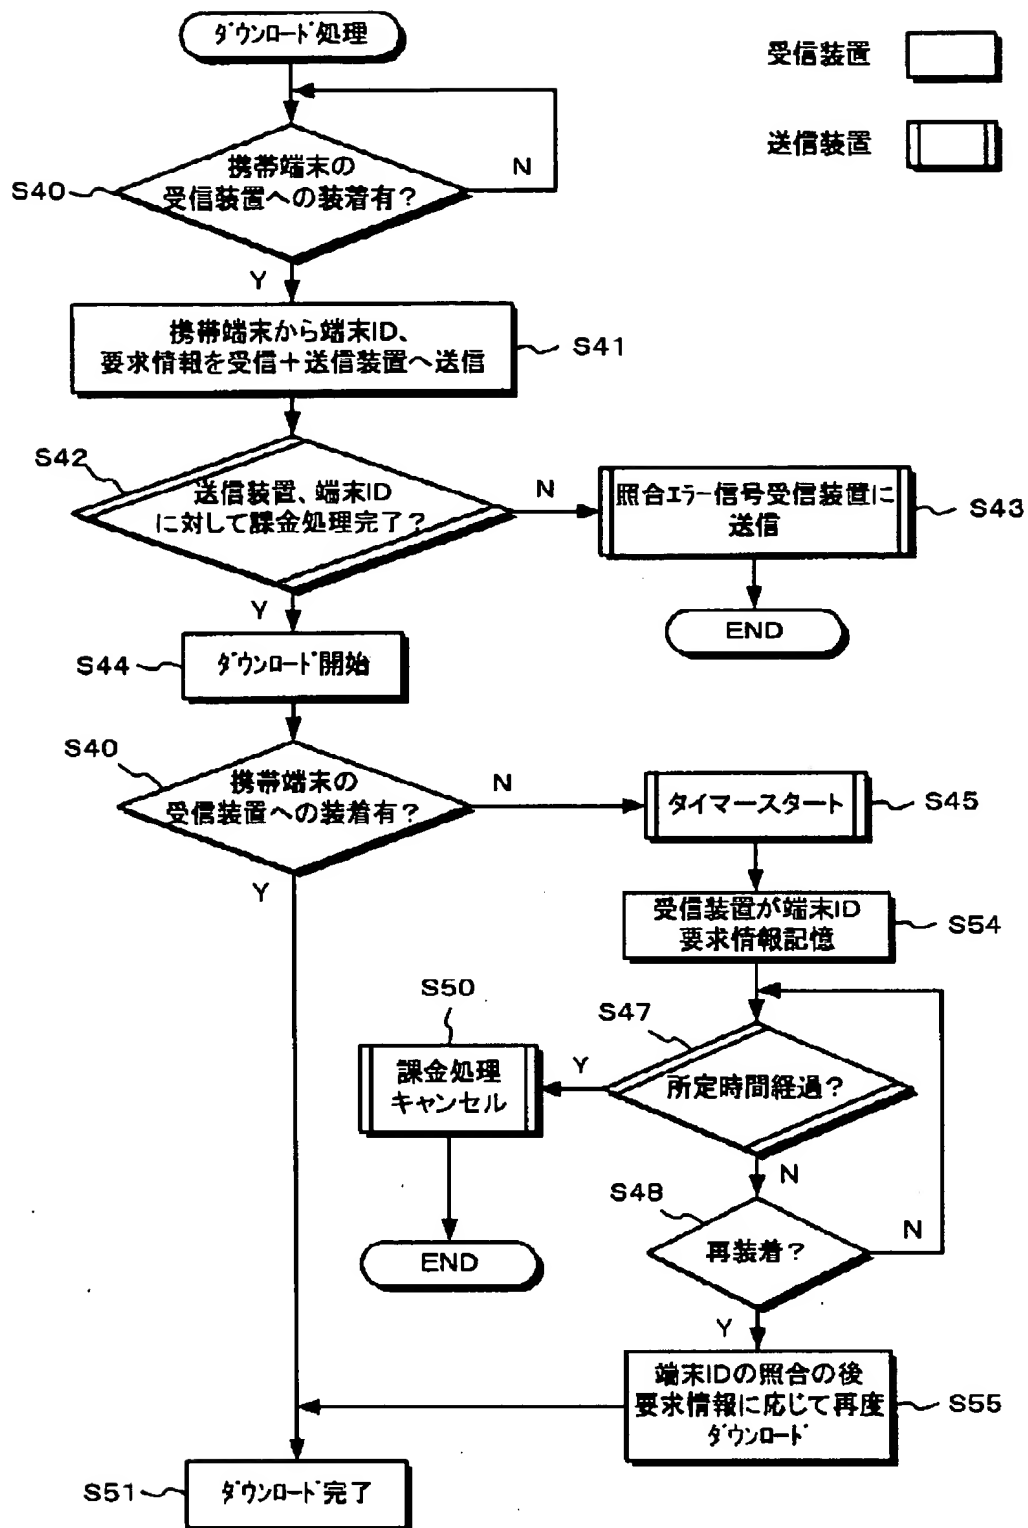 ダウンロード処理
受信装置
送信装置
S40
携帯端末の
受信装置への装着有?
N
Y
携帯端末から端末ID、
要求情報を受信+送信装置へ送信
S41
S42
送信装置、端末ID
に対して課金処理完了?
N
照合エラー信号受信装置に
送信
S43
Y
END
S44
ダウンロード開始
S40
携帯端末の
受信装置への装着有?
N
タイマースタート
S45
Y
受信装置が端末ID
要求情報記憶
S54
S50
S47
課金処理
キャンセル
Y
所定時間経過?
N
S48
再装着?
N
END
Y
端末IDの照合の後
要求情報に応じて再度
ダウンロード
S55
S51
ダウンロード完了